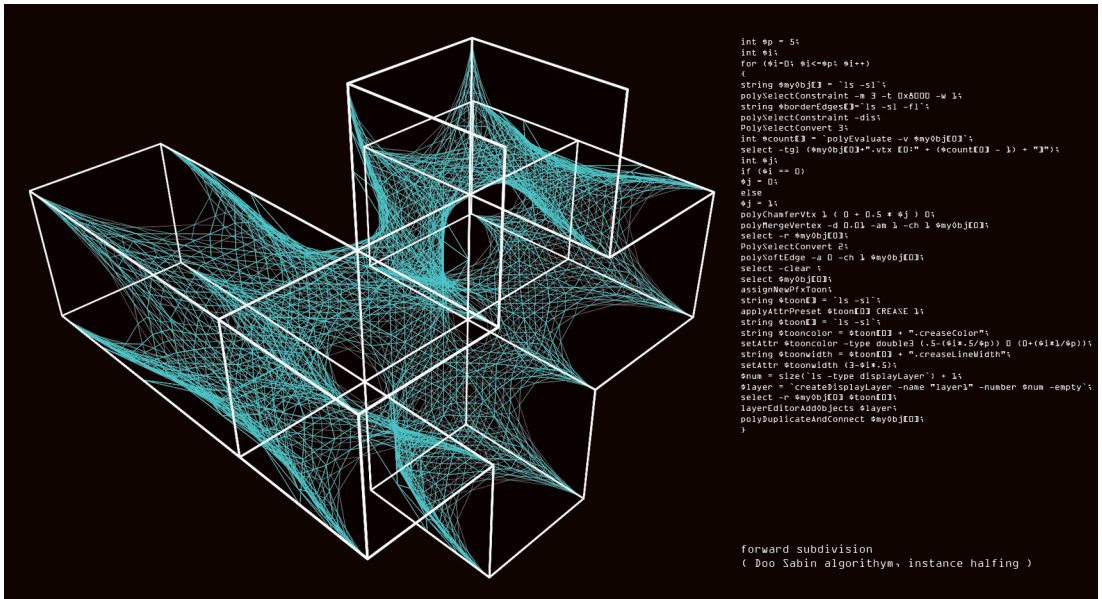 int $p = 5;
int $i;
for ($i=0; $i<=$p; $i++)
{
string $myObj[] = `ls -sl`;
polySelectConstraint -m 3 -t 0x8000 -w 1;
string $borderEdges[]=`ls -sl -fl`;
polySelectConstraint -dis;
PolySelectConvert 3;
int $count[] = `polyEvaluate -v $myObj[0]`;
select -tgl ($myObj[0]+".vtx [0:" + ($count[0] - 1) + "]");
int $j;
if ($i == 0)
$j = 0;
else
$j = 1;
polyChamferVtx 1 ( 0 + 0.5 * $j ) 0;
polyMergeVertex -d 0.01 -am 1 -ch 1 $myObj[0];
select -r $myObj[0];
PolySelectConvert 2;
polySoftEdge -a 0 -ch 1 $myObj[0];
select -clear ;
select $myObj[0];
assignNewPfxToon;
string $toon[] = `ls -sl`;
applyAttrPreset $toon[0] CREASE 1;
string $toon[] = `ls -sl`;
string $tooncolor = $toon[0] + ".creaseColor";
setAttr $tooncolor -type double3 (.5-($i*.5/$p)) 0 (0+($i*1/$p));
string $toonwidth = $toon[0] + ".creaseLineWidth";
setAttr $toonwidth (3-$i*.5);
$num = size(`ls -type displayLayer`) + 1;
$layer = `createDisplayLayer -name "layer1" -number $num -empty`;
select -r $myObj[0] $toon[0];
layerEditorAddObjects $layer;
polyDuplicateAndConnect $myObj[0];
}
forward subdivision
( Doo Sabin algorithym, instance halfing )